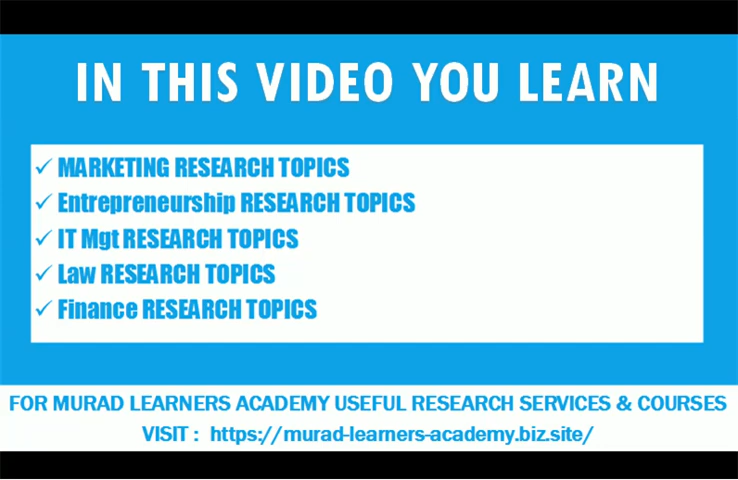 IN THIS VIDEO YOU LEARN
✓ MARKETING RESEARCH TOPICS
✓ Entrepreneurship RESEARCH TOPICS
✓ IT Mgt RESEARCH TOPICS
✓ Law RESEARCH TOPICS
✓ Finance RESEARCH TOPICS
FOR MURAD LEARNERS ACADEMY USEFUL RESEARCH SERVICES & COURSES
VISIT : https://murad-learners-academy.biz.site/